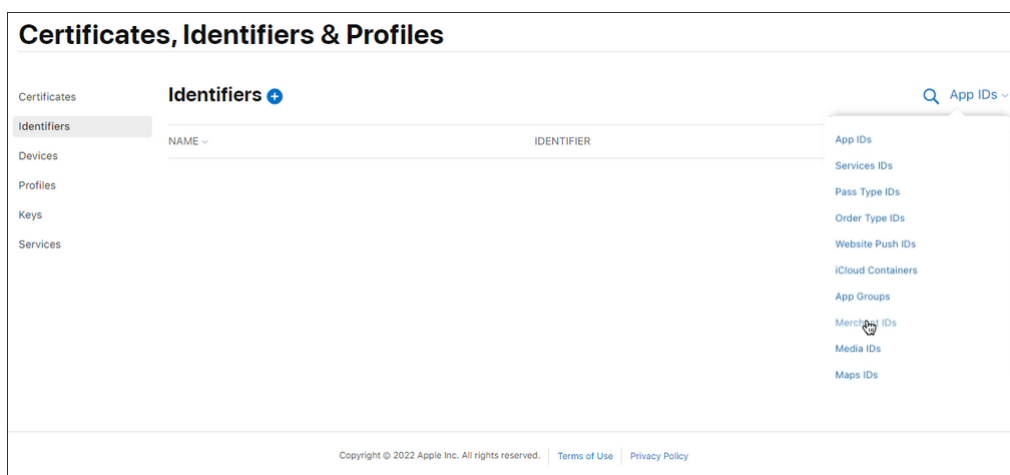 Certificates, Identifiers & Profiles
Certificates
Identifiers
Devices
Profiles
Keys
Services
Identifiers
App IDs
NAME
IDENTIFIER
App IDs
Services IDs
Pass Type IDs
Order Type IDs
Website Push IDs
iCloud Containers
App Groups
Merchant IDs
Media IDs
Maps IDs
Copyright © 2022 Apple Inc. All rights reserved. Terms of Use Privacy Policy